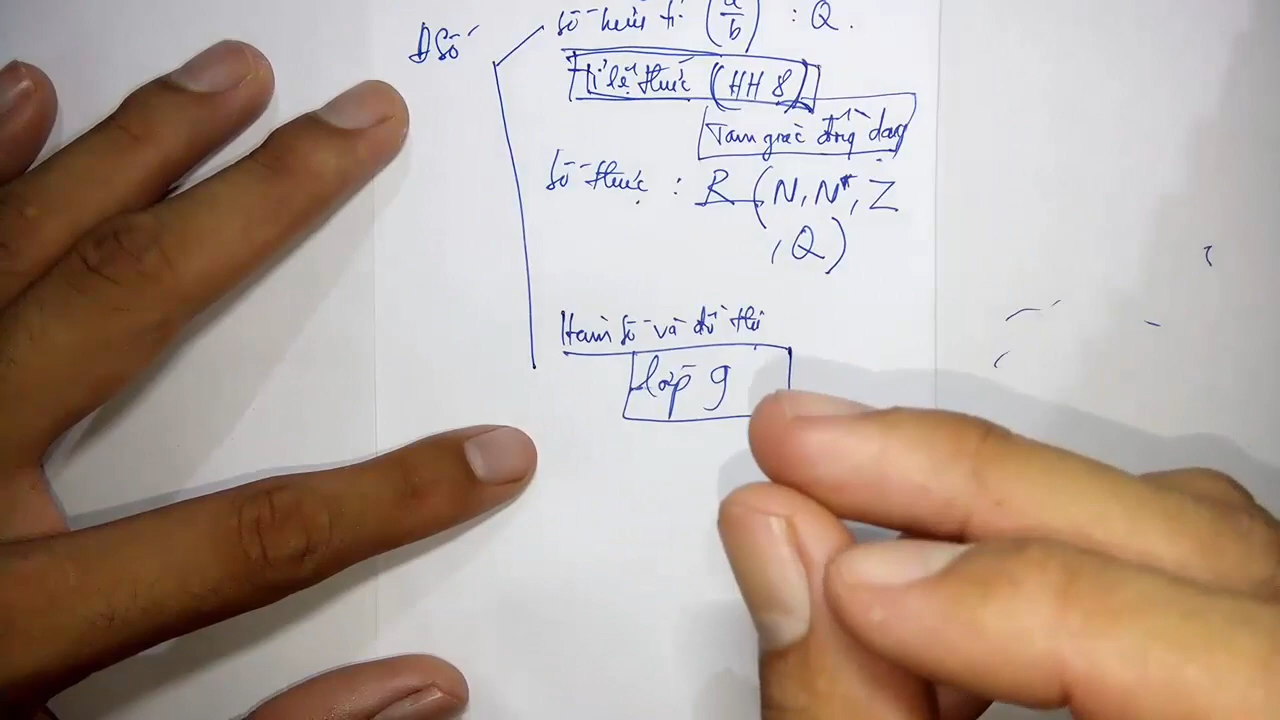 Đ Số
số hữu tỉ (a/b) : Q.
Tỉ lệ thức (HH 8)
Tam giác đồng dạng
Số thực : R (N, N*, Z
, Q)
Hàm số và đồ thị
lớp 9